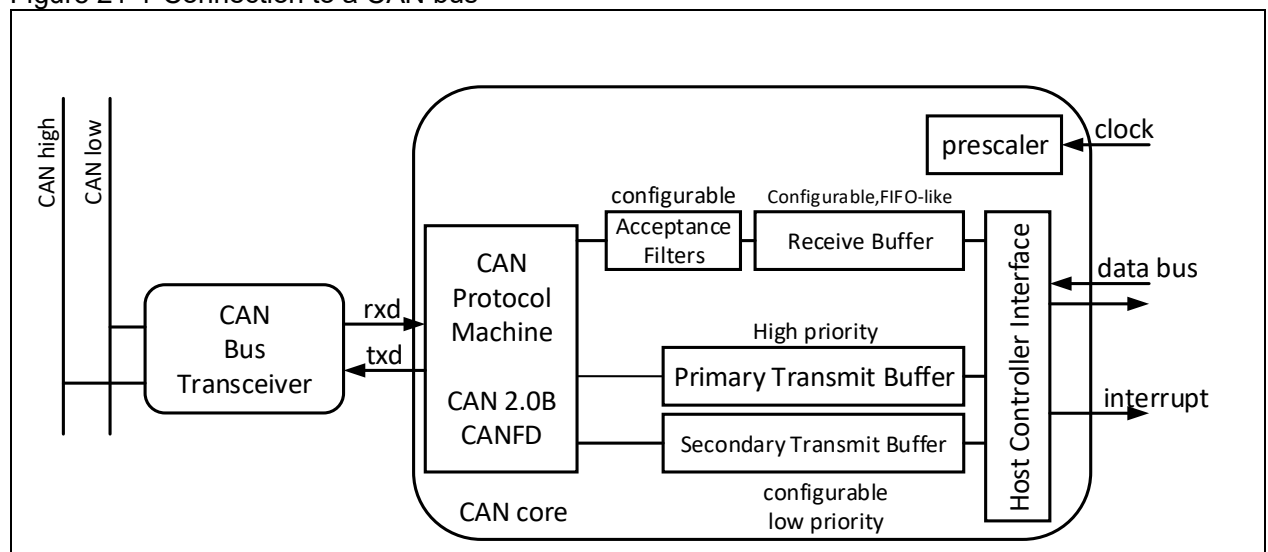 Figure 21-1 Connection to a CAN bus
CAN high
CAN low
CAN
Bus
Transceiver
rxd
txd
CAN
Protocol
Machine
CAN 2.0B
CANFD
CAN core
configurable
Acceptance
Filters
Configurable,FIFO-like
Receive Buffer
High priority
Primary Transmit Buffer
Secondary Transmit Buffer
configurable
low priority
Host Controller Interface
prescaler
clock
data bus
interrupt